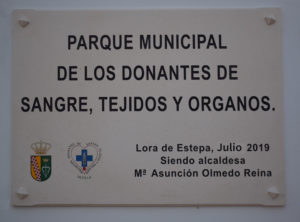 PARQUE MUNICIPAL
DE LOS DONANTES DE
SANGRE, TEJIDOS Y ORGANOS.
Lora de Estepa, Julio 2019
Siendo alcaldesa
Mª Asunción Olmedo Reina